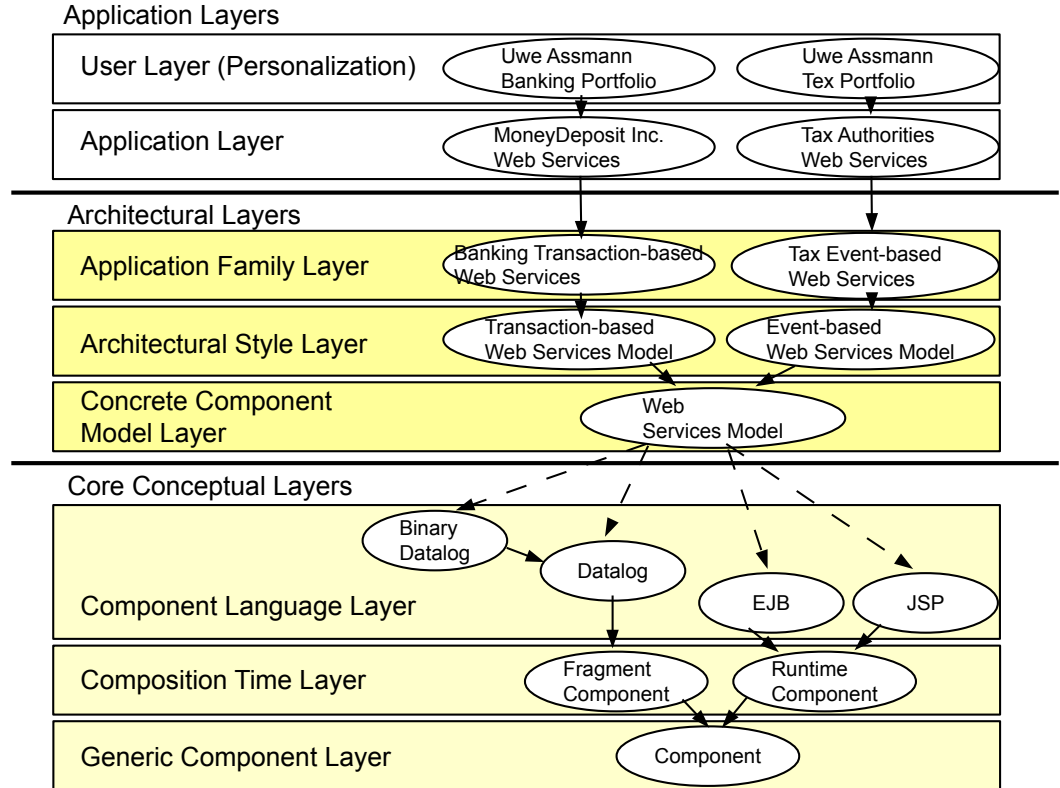 Application Layers
User Layer (Personalization)
Uwe Assmann
Banking Portfolio
Uwe Assmann
Tex Portfolio
Application Layer
MoneyDeposit Inc.
Web Services
Tax Authorities
Web Services
Architectural Layers
Application Family Layer
Banking Transaction-based
Web Services
Tax Event-based
Web Services
Architectural Style Layer
Transaction-based
Web Services Model
Event-based
Web Services Model
Concrete Component
Model Layer
Web
Services Model
Core Conceptual Layers
Binary
Datalog
Datalog
Component Language Layer
EJB
JSP
Composition Time Layer
Fragment
Component
Runtime
Component
Generic Component Layer
Component